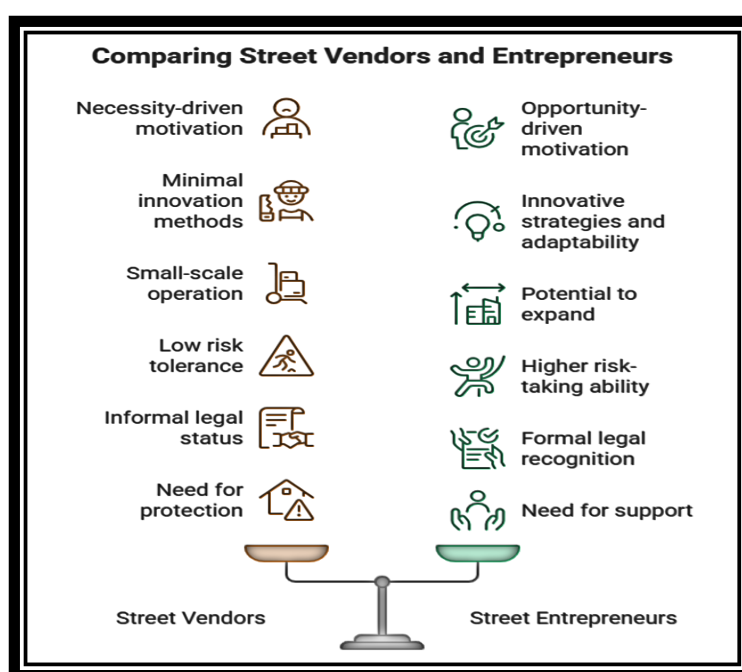 Comparing Street Vendors and Entrepreneurs
Necessity-driven
motivation
Minimal
innovation
methods
Small-scale
operation
Low risk
tolerance
Informal legal
status
Need for
protection
Street Vendors
Opportunity-
driven
motivation
Innovative
strategies and
adaptability
Potential to
expand
Higher risk-
taking ability
Formal legal
recognition
Need for support
Street Entrepreneurs